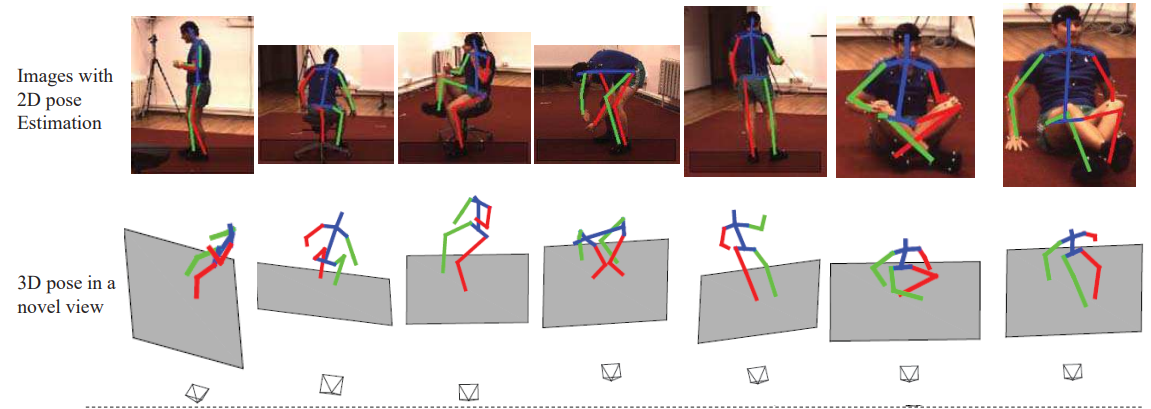 Images with
2D pose
Estimation
3D pose in a
novel view